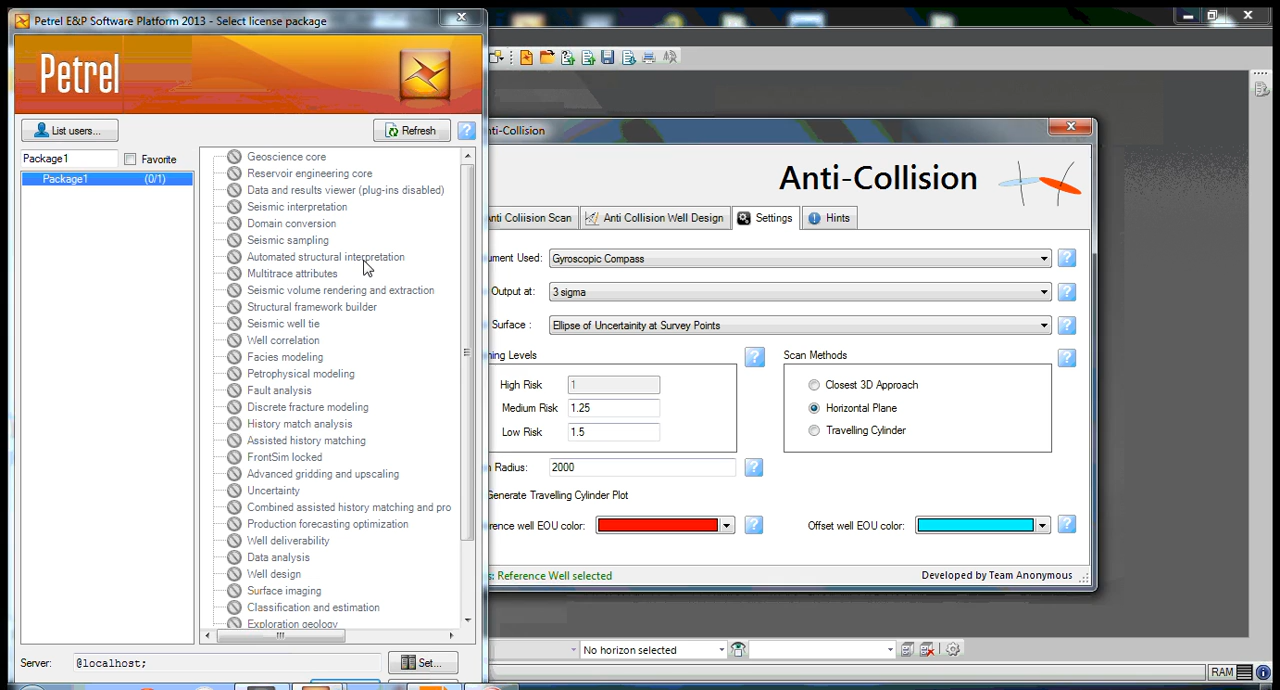 Petrel E&P Software Platform 2013 - Select license package
Petrel
List users...
Refresh
Package1
Favorite
Package1 (0/1)
Geoscience core
Reservoir engineering core
Data and results viewer (plug-ins disabled)
Seismic interpretation
Domain conversion
Seismic sampling
Automated structural interpretation
Multitrace attributes
Seismic volume rendering and extraction
Structural framework builder
Seismic well tie
Well correlation
Facies modeling
Petrophysical modeling
Fault analysis
Discrete fracture modeling
History match analysis
Assisted history matching
FrontSim locked
Advanced gridding and upscaling
Uncertainty
Combined assisted history matching and pro
Production forecasting optimization
Well deliverability
Data analysis
Well design
Surface imaging
Classification and estimation
Exploration geology
Server: @localhost;
Set...
nti-Collision
Anti-Collision
nti Coliision Scan
Anti Collision Well Design
Settings
Hints
ument Used: Gyroscopic Compass
Output at: 3 sigma
Surface : Ellipse of Uncertainity at Survey Points
ning Levels
High Risk 1
Medium Risk 1.25
Low Risk 1.5
Scan Methods
Closest 3D Approach
Horizontal Plane
Travelling Cylinder
n Radius: 2000
Generate Travelling Cylinder Plot
rence well EOU color:
Offset well EOU color:
s: Reference Well selected
Developed by Team Anonymous
No horizon selected
RAM